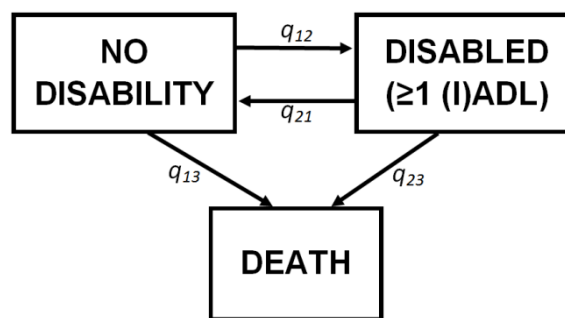 NO
DISABILITY
q12
DISABLED
(≥1 (I)ADL)
q21
q13
q23
DEATH